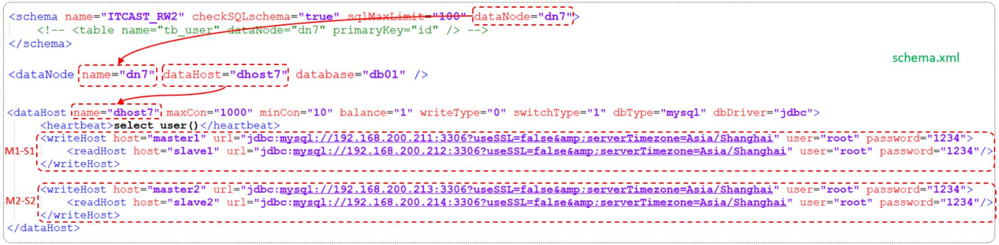 <schema name="ITCAST_RW2" checkSQLschema="true" sqlMaxLimit="100" dataNode="dn7">
<!-- <table name="tb_user" dataNode="dn7" primaryKey="id" /> -->
</schema>
schema.xml
<dataNode name="dn7" dataHost="dhost7" database="db01" />
<dataHost name="dhost7" maxCon="1000" minCon="10" balance="1" writeType="0" switchType="1" dbType="mysql" dbDriver="jdbc">
<heartbeat>select user()</heartbeat>
<writeHost host="master1" url="jdbc:mysql://192.168.200.211:3306?useSSL=false&amp;serverTimezone=Asia/Shanghai" user="root" password="1234">
M1-S1 <readHost host="slave1" url="jdbc:mysql://192.168.200.212:3306?useSSL=false&amp;serverTimezone=Asia/Shanghai" user="root" password="1234"/>
</writeHost>
<writeHost host="master2" url="jdbc:mysql://192.168.200.213:3306?useSSL=false&amp;serverTimezone=Asia/Shanghai" user="root" password="1234">
M2-S2 <readHost host="slave2" url="jdbc:mysql://192.168.200.214:3306?useSSL=false&amp;serverTimezone=Asia/Shanghai" user="root" password="1234"/>
</writeHost>
</dataHost>